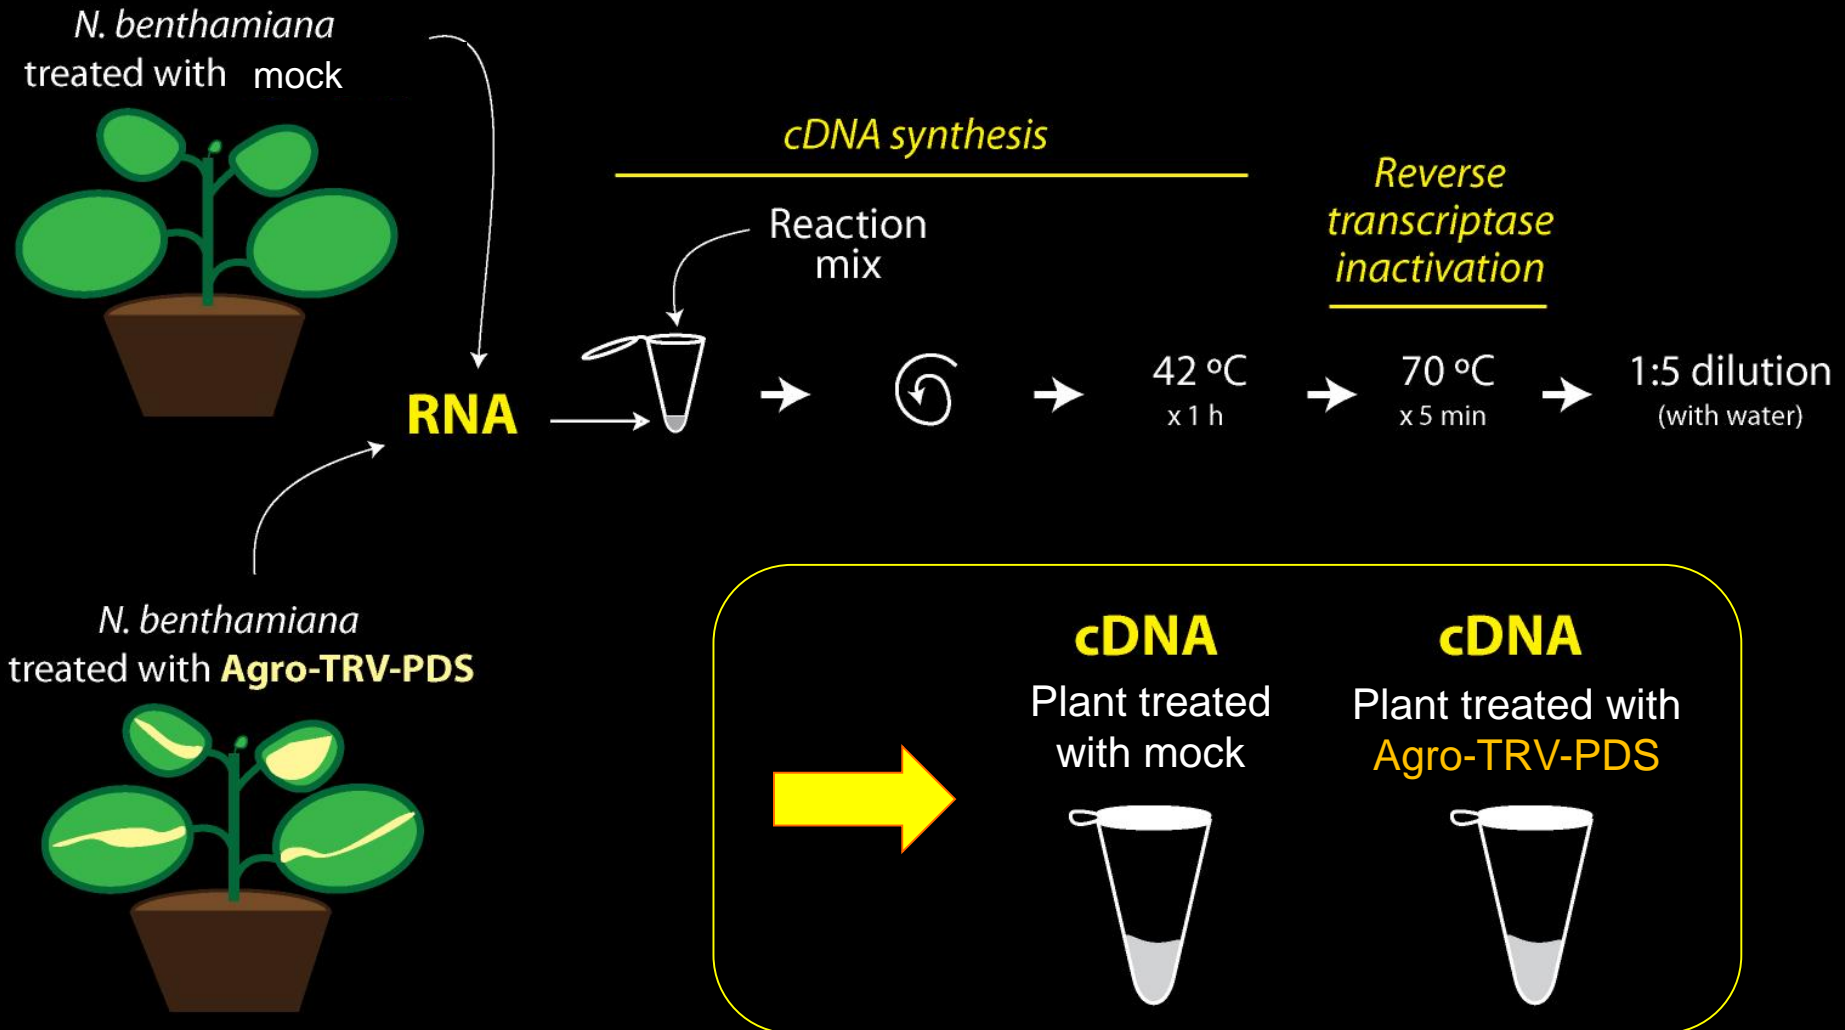 N. benthamiana
treated with mock
cDNA synthesis
Reaction
mix
Reverse
transcriptase
inactivation
RNA
42 ºC
x 1 h
70 ºC
x 5 min
1:5 dilution
(with water)
N. benthamiana
treated with Agro-TRV-PDS
cDNA
Plant treated
with mock
cDNA
Plant treated with
Agro-TRV-PDS